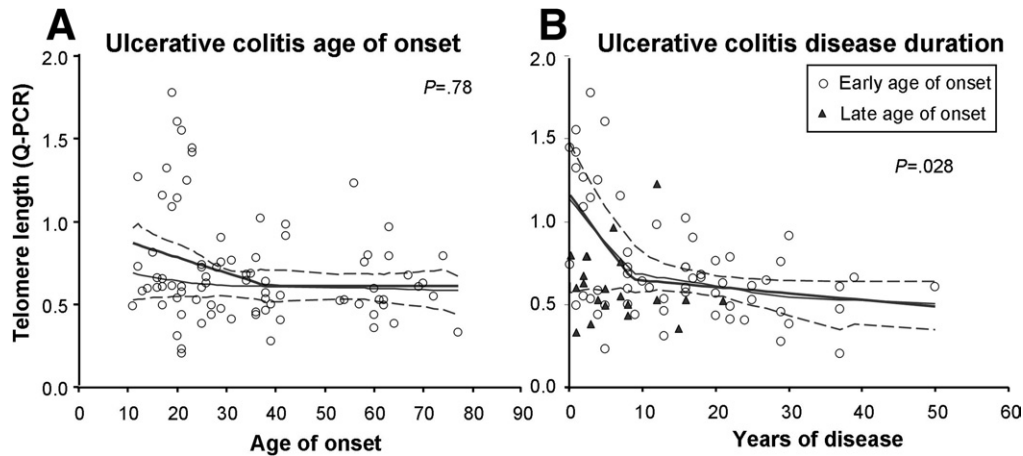 A
Ulcerative colitis age of onset
P=.78
Telomere length (Q-PCR)
2.0
1.5
1.0
0.5
0.0
0 10 20 30 40 50 60 70 80 90
Age of onset
B
Ulcerative colitis disease duration
Early age of onset
Late age of onset
P=.028
2.0
1.5
1.0
0.5
0.0
0 10 20 30 40 50 60
Years of disease